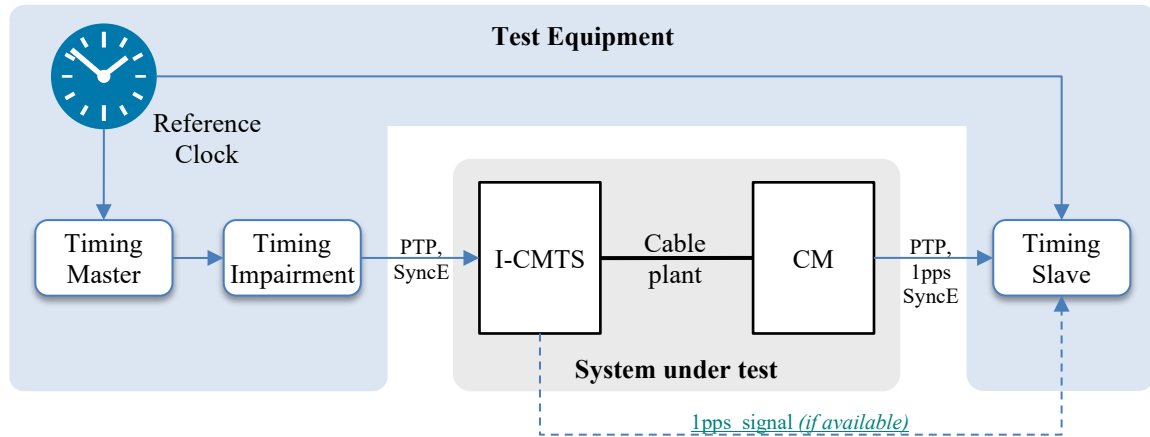 Test Equipment
Reference
Clock
Timing
Master
Timing
Impairment
PTP,
SyncE
I-CMTS
Cable
plant
CM
PTP,
1pps
SyncE
Timing
Slave
System under test
1pps signal (if available)